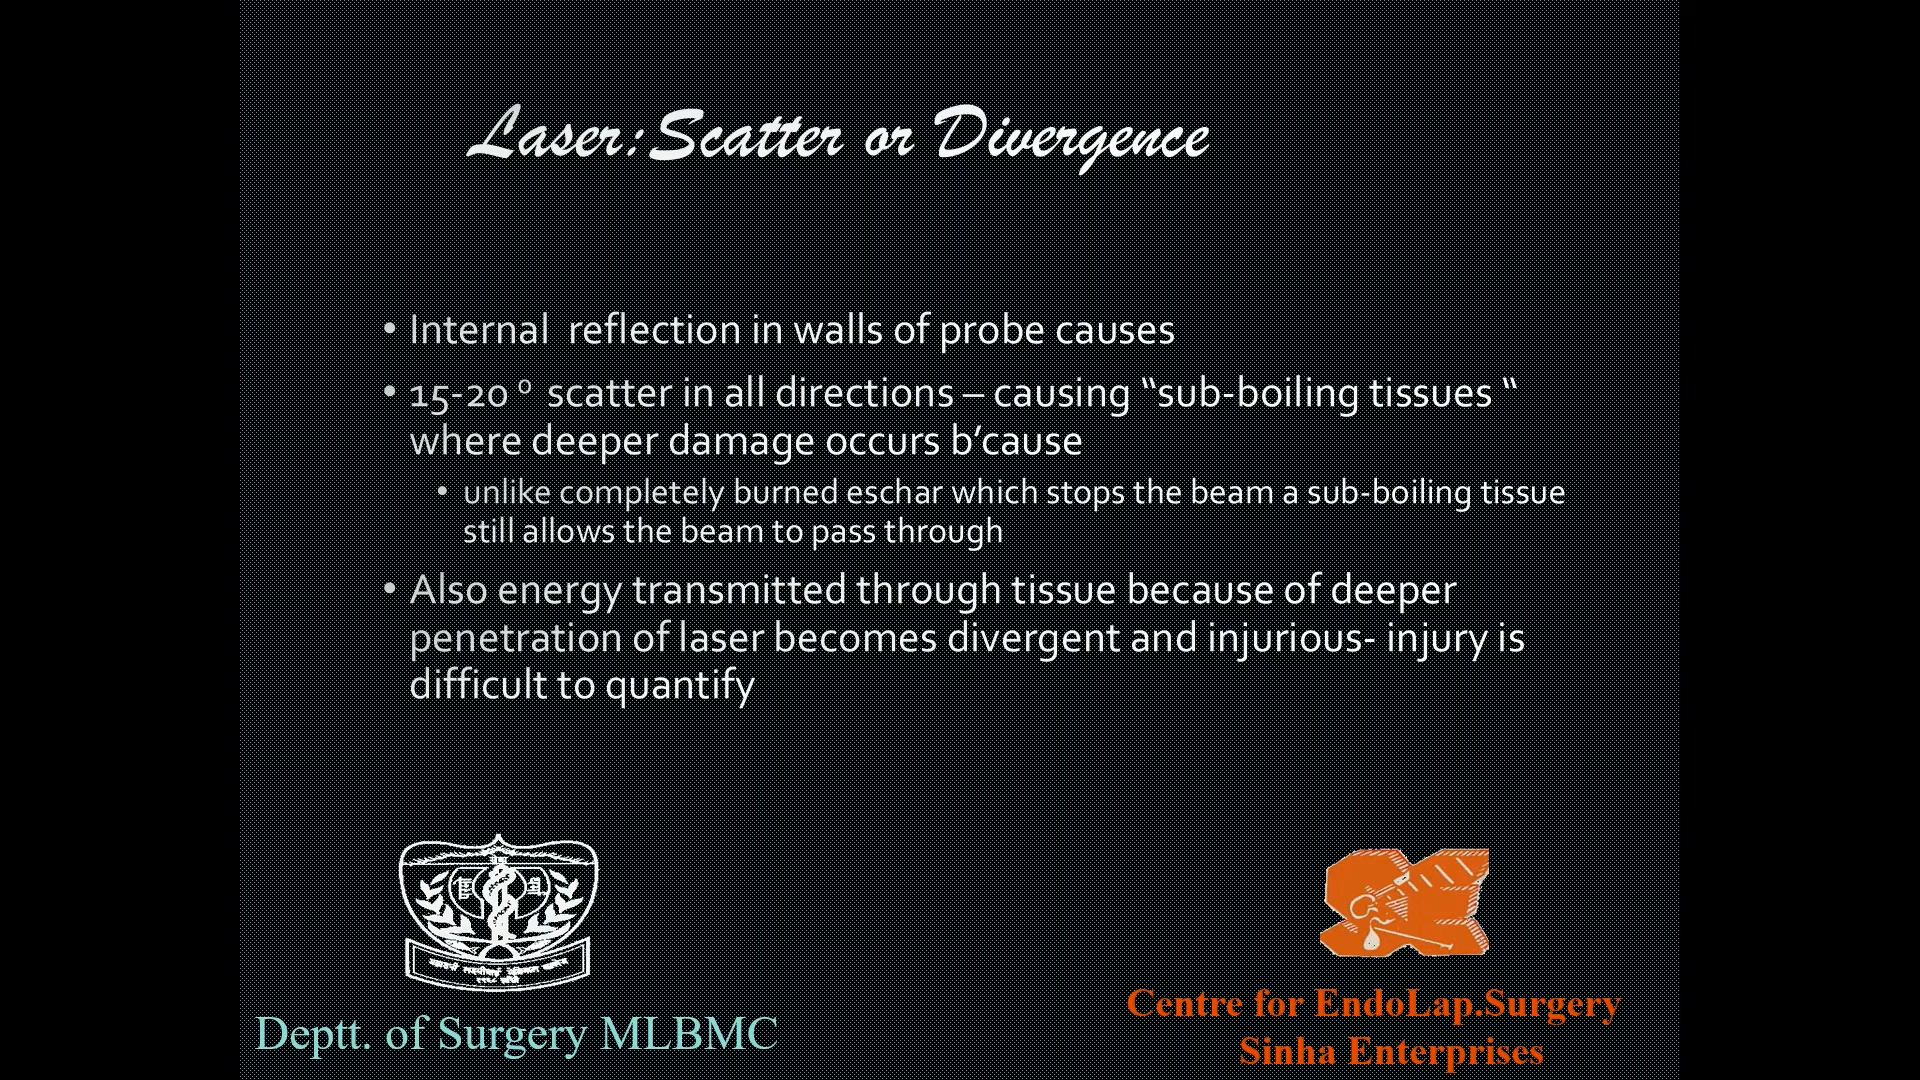 Laser:Scatter or Divergence
• Internal  reflection in walls of probe causes
• 15-20 ⁰ scatter in all directions – causing “sub-boiling tissues “
where deeper damage occurs b’cause
• unlike completely burned eschar which stops the beam a sub-boiling tissue
still allows the beam to pass through
• Also energy transmitted through tissue because of deeper
penetration of laser becomes divergent and injurious- injury is
difficult to quantify
Deptt. of Surgery MLBMC
Centre for EndoLap.Surgery
Sinha Enterprises